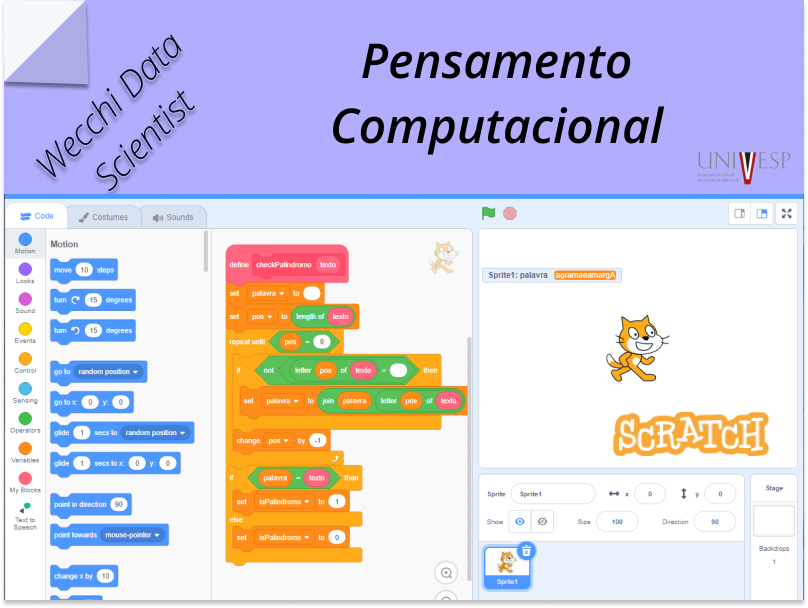 Wecchi Data
Scientist
Pensamento
Computacional
UNIVESP
Code
Costumes
Sounds
Motion
Looks
Sound
Events
Control
Sensing
Operators
Variables
My Blocks
Text to
Speech
Motion
move 10 steps
turn 15 degrees
turn 15 degrees
go to random position
go to x: 0 y: 0
glide 1 secs to random position
glide 1 secs to x: 0 y: 0
point in direction 90
point towards mouse-pointer
change x by 10
define checkPalindromo texto
set palavra to
set pos to length of texto
repeat until pos = 0
if not letter pos of texto = then
set palavra to join palavra letter pos of texto
change pos by -1
if palavra = texto then
set isPalindromo to 1
else
set isPalindromo to 0
Sprite1: palavra agramaeamargA
SCRATCH
Sprite Sprite1 x 0 y 0
Show Size 100 Direction 90
Sprite1
Stage
Backdrops
1